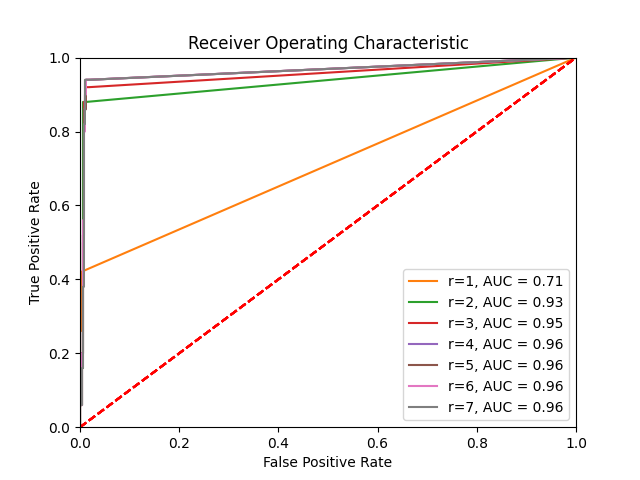 Receiver Operating Characteristic
True Positive Rate
1.0
0.8
0.6
0.4
0.2
0.0
r=1, AUC = 0.71
r=2, AUC = 0.93
r=3, AUC = 0.95
r=4, AUC = 0.96
r=5, AUC = 0.96
r=6, AUC = 0.96
r=7, AUC = 0.96
0.0 0.2 0.4 0.6 0.8 1.0
False Positive Rate